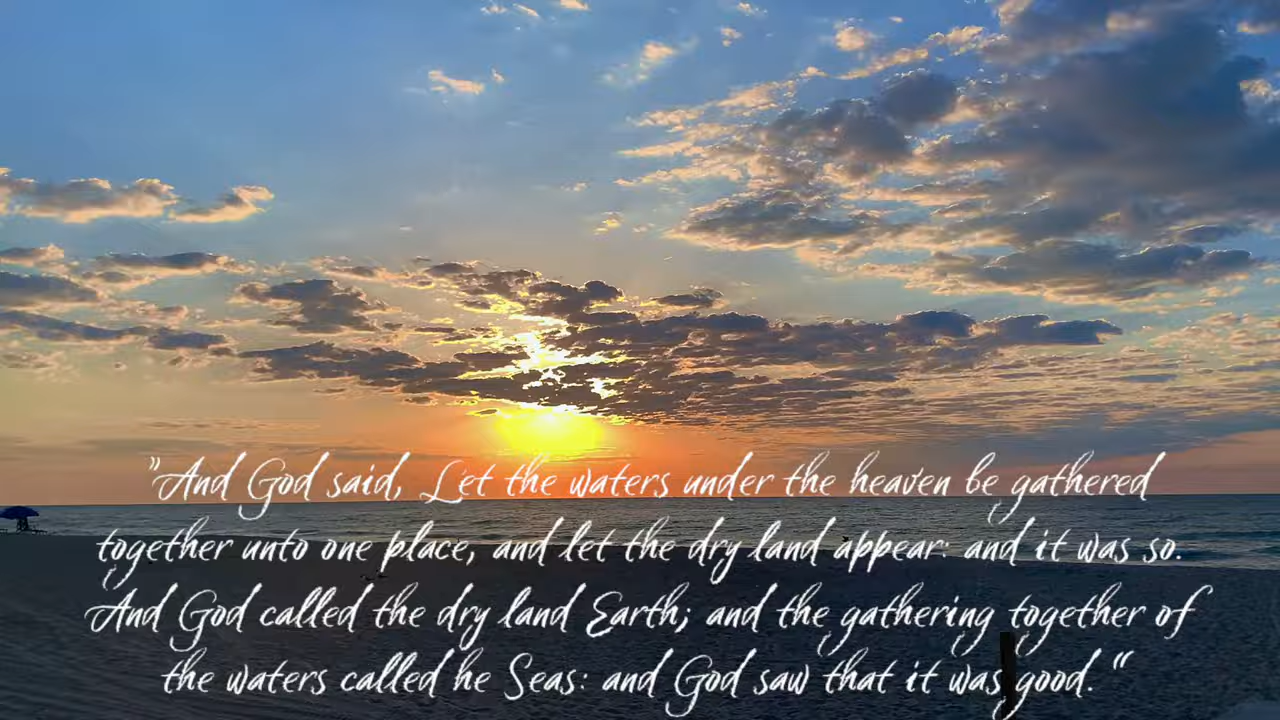 "And God said, Let the waters under the heaven be gathered
together unto one place, and let the dry land appear: and it was so.
And God called the dry land Earth; and the gathering together of
the waters called he Seas: and God saw that it was good."